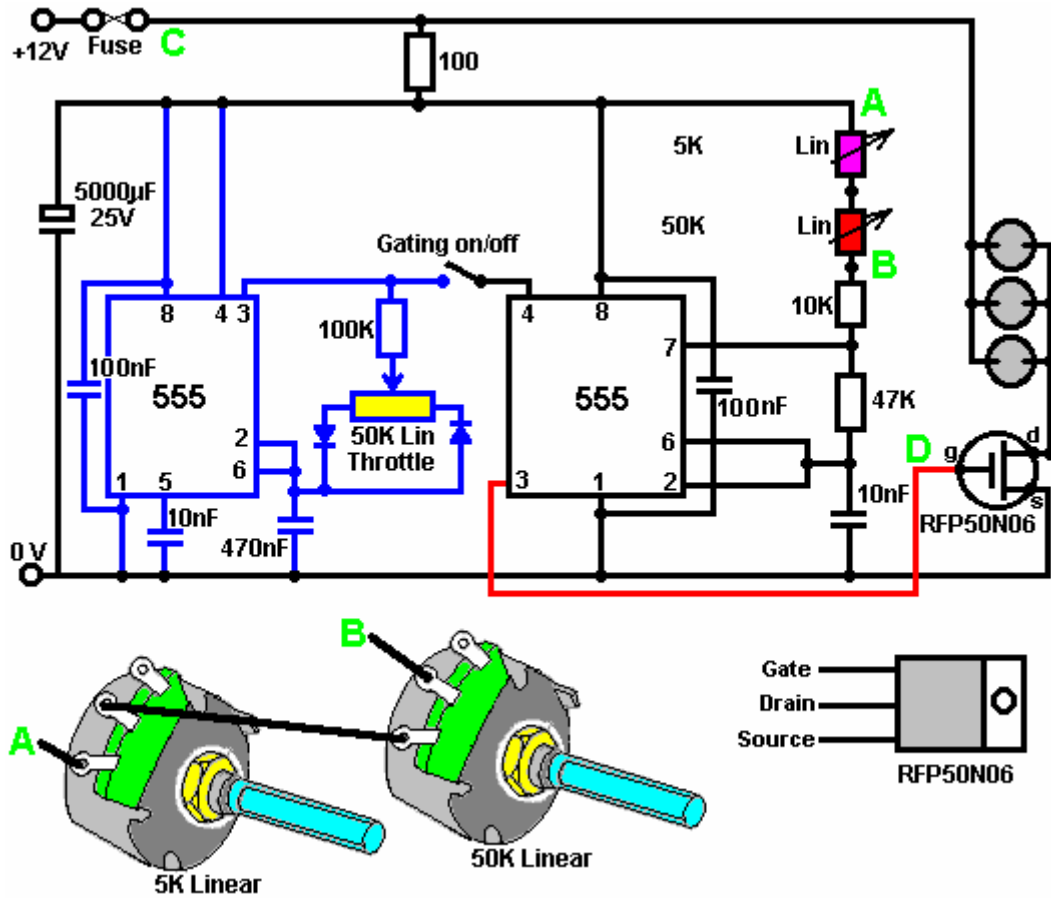 +12V
Fuse
C
100
A
5K
Lin
5000µF
25V
50K
Lin
Gating on/off
B
8
4
3
4
8
10K
100K
7
100nF
555
555
100nF
47K
50K Lin
Throttle
2
6
6
D
g
d
1
5
3
1
2
s
10nF
10nF
RFP50N06
470nF
0 V
B
A
Gate
Drain
Source
RFP50N06
5K Linear
50K Linear